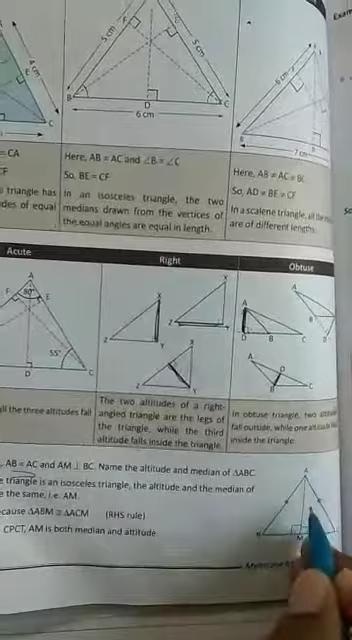 5 cm
5 cm
4 cm
6 cm
B
D
C
6 cm
7 cm
= CA
Here, AB = AC and ∠B = ∠C
So, BE = CF
Here, AB ≠ AC ≠ BC
So, AD ≠ BE ≠ CF
triangle has
des of equal
In an isosceles triangle, the two
medians drawn from the vertices of
the equal angles are equal in length.
In a scalene triangle, all the
are of different lengths.
Acute
Right
Obtuse
A
F
80°
E
55°
D
C
X
Z
Y
X
Z
Y
X
Z
Y
A
D
B
C
A
B
D
A
D
B
C
all the three altitudes fall
The two altitudes of a right-
angled triangle are the legs of
the triangle, while the third
altitude falls inside the triangle.
In obtuse triangle, two
fall outside, while one
inside the triangle.
AB = AC and AM ⊥ BC. Name the altitude and median of ΔABC.
e triangle is an isosceles triangle, the altitude and the median of
e the same, i.e. AM.
cause ΔABM ≅ ΔACM (RHS rule)
CPCT, AM is both median and altitude.
A
B
M